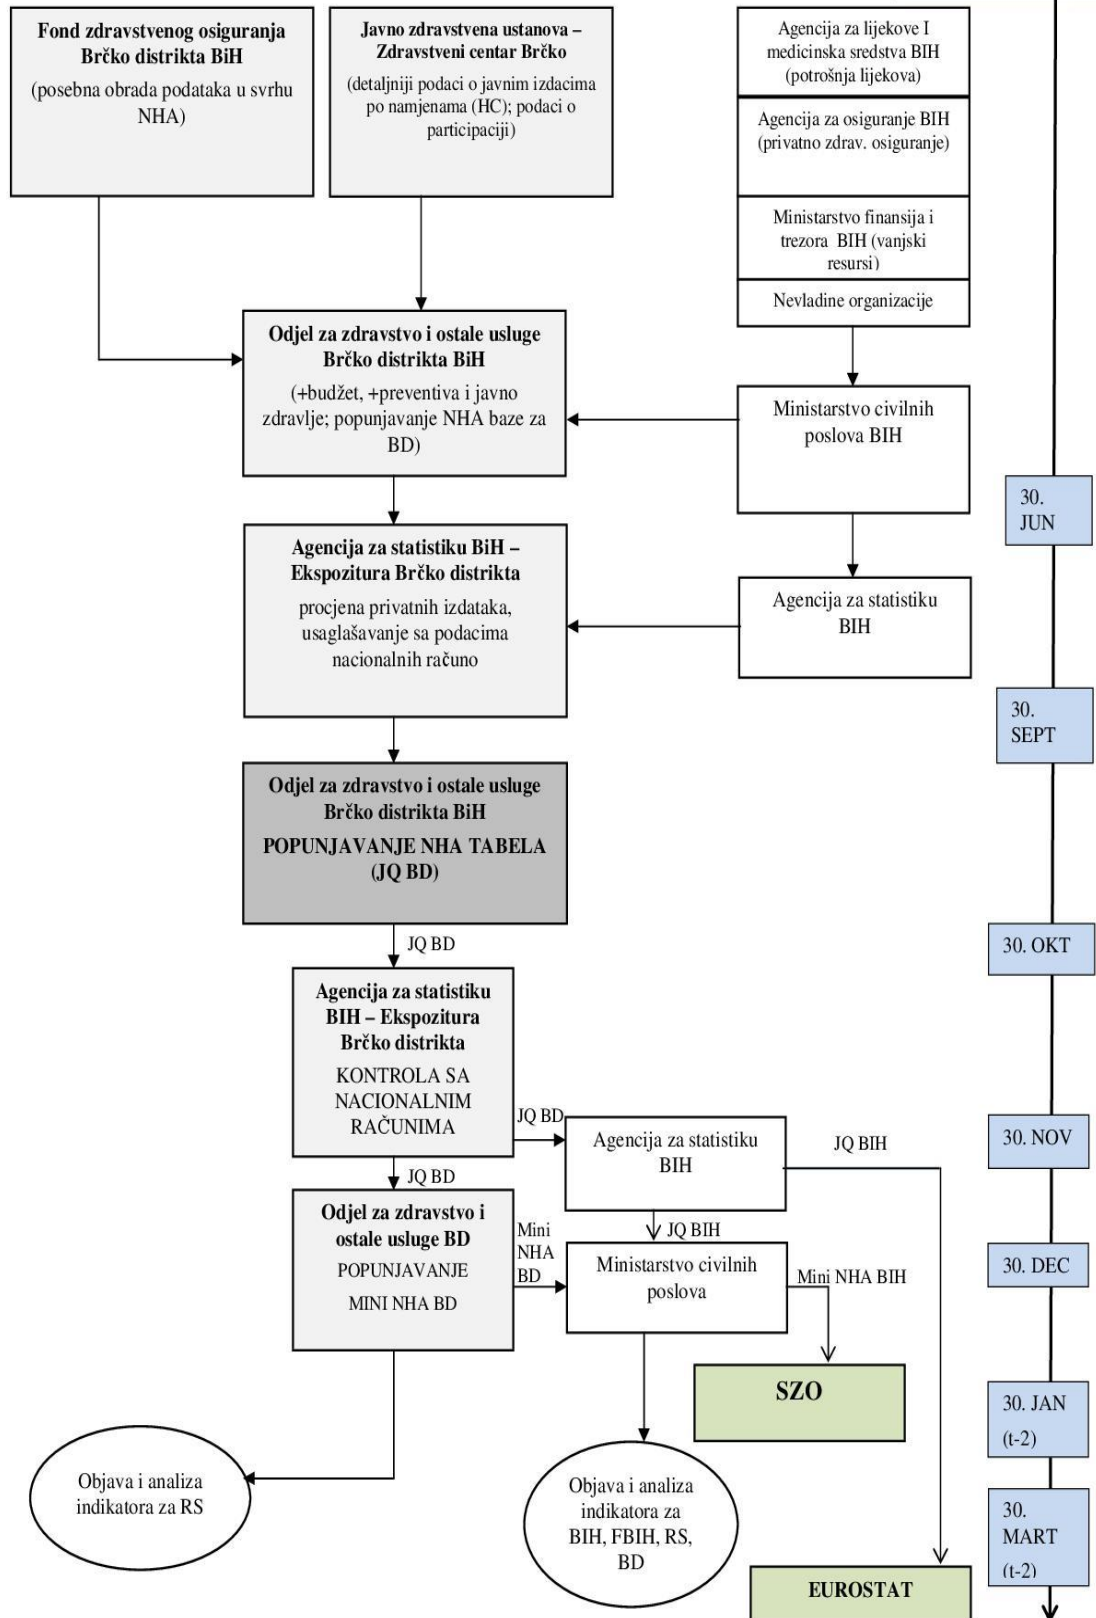 Fond zdravstvenog osiguranja
Brčko distrikta BiH
(posebna obrada podataka u svrhu
NHA)
Javno zdravstvena ustanova –
Zdravstveni centar Brčko
(detaljniji podaci o javnim izdacima
po namjenama (HC); podaci o
participaciji)
Agencija za lijekove I
medicinska sredstva BIH
(potrošnja lijekova)
Agencija za osiguranje BIH
(privatno zdrav. osiguranje)
Ministarstvo finansija i
trezora BIH (vanjski
resursi)
Nevladine organizacije
Odjel za zdravstvo i ostale usluge
Brčko distrikta BiH
(+budžet, +preventiva i javno
zdravlje; popunjavanje NHA baze za
BD)
Ministarstvo civilnih
poslova BIH
30.
JUN
Agencija za statistiku BiH –
Ekspozitura Brčko distrikta
procjena privatnih izdataka,
usaglašavanje sa podacima
nacionalnih računo
Agencija za statistiku
BIH
30.
SEPT
Odjel za zdravstvo i ostale usluge
Brčko distrikta BiH
POPUNJAVANJE NHA TABELA
(JQ BD)
JQ BD
30. OKT
Agencija za statistiku
BIH – Ekspozitura
Brčko distrikta
KONTROLA SA
NACIONALNIM
RAČUNIMA
JQ BD
Agencija za statistiku
BIH
JQ BIH
30. NOV
JQ BD
Odjel za zdravstvo i
ostale usluge BD
POPUNJAVANJE
MINI NHA BD
Mini
NHA
BD
JQ BIH
Ministarstvo civilnih
poslova
Mini NHA BIH
30. DEC
SZO
30. JAN
(t-2)
Objava i analiza
indikatora za RS
Objava i analiza
indikatora za
BIH, FBIH, RS,
BD
30.
MART
(t-2)
EUROSTAT